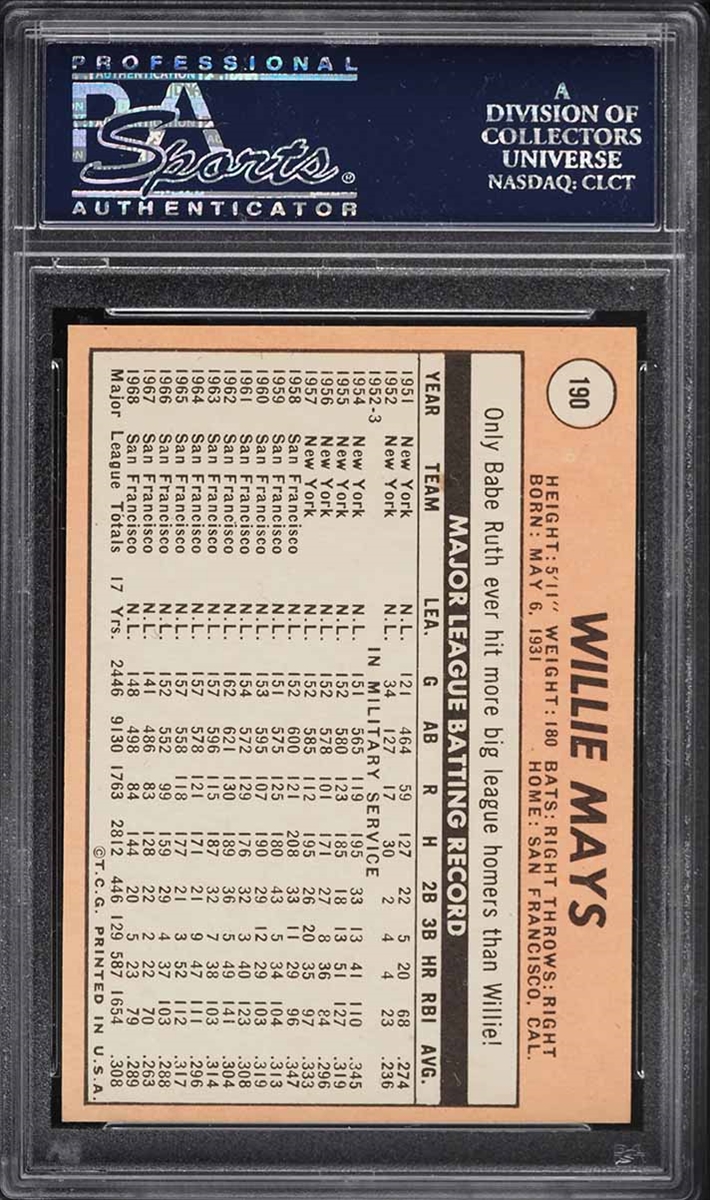 PROFESSIONAL
PSA
Sports®
AUTHENTICATOR
A
DIVISION OF
COLLECTORS
UNIVERSE
NASDAQ: CLCT
190
WILLIE MAYS
HEIGHT: 5'11" WEIGHT: 180 BATS: RIGHT THROWS: RIGHT
BORN: MAY 6, 1931 HOME: SAN FRANCISCO, CAL.
Only Babe Ruth ever hit more big league homers than Willie!
MAJOR LEAGUE BATTING RECORD
YEAR TEAM LEA. G AB R H 2B 3B HR RBI AVG.
1951 New York N.L. 121 464 59 127 22 5 20 68 .274
1952 New York N.L. 34 127 17 30 2 4 4 23 .236
1952-3 IN MILITARY SERVICE
1954 New York N.L. 151 565 119 195 33 13 41 110 .345
1955 New York N.L. 152 580 123 185 18 13 51 127 .319
1956 New York N.L. 152 578 101 171 27 8 36 84 .296
1957 New York N.L. 152 585 112 195 26 20 35 97 .333
1958 San Francisco N.L. 152 600 121 208 33 11 29 96 .347
1959 San Francisco N.L. 151 575 125 180 43 5 34 104 .313
1960 San Francisco N.L. 153 595 107 190 29 12 29 103 .319
1961 San Francisco N.L. 154 572 129 176 32 3 40 123 .308
1962 San Francisco N.L. 162 621 130 189 36 5 49 141 .304
1963 San Francisco N.L. 157 596 115 187 32 7 38 103 .314
1964 San Francisco N.L. 157 578 121 171 21 9 47 111 .296
1965 San Francisco N.L. 157 558 118 177 21 3 52 112 .317
1966 San Francisco N.L. 152 552 99 159 29 4 37 103 .288
1967 San Francisco N.L. 141 486 83 128 22 2 22 70 .263
1968 San Francisco N.L. 148 498 84 144 20 5 23 79 .289
Major League Totals 17 Yrs. 2446 9130 1763 2812 446 129 587 1654 .308
©T.C.G. PRINTED IN U.S.A.